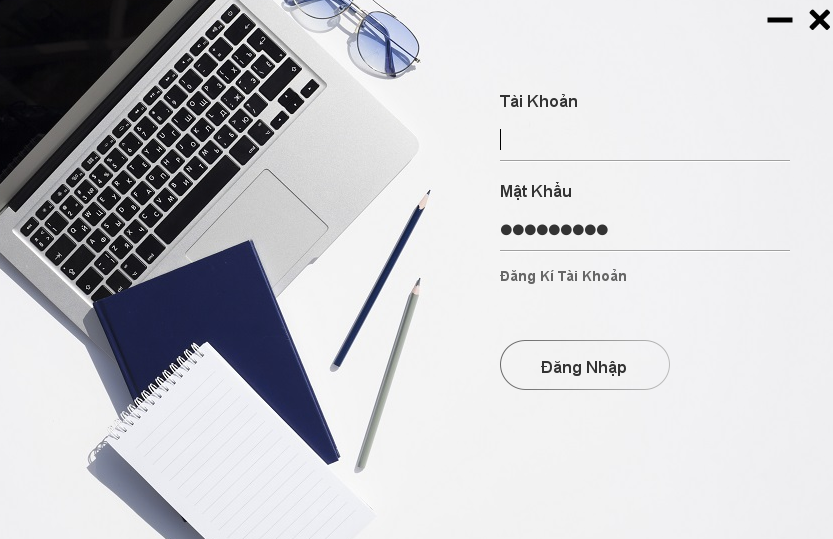 Tài Khoản
Mật Khẩu
●●●●●●●●●
Đăng Kí Tài Khoản
Đăng Nhập